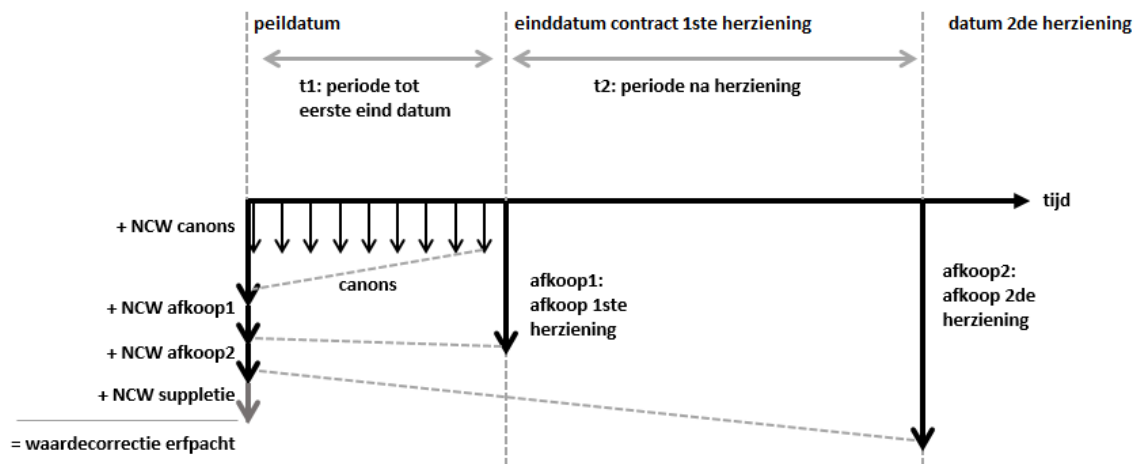 peildatum
einddatum contract 1ste herziening
datum 2de herziening
t1: periode tot
eerste eind datum
t2: periode na herziening
tijd
+ NCW canons
canons
afkoop1:
afkoop 1ste
herziening
afkoop2:
afkoop 2de
herziening
+ NCW afkoop1
+ NCW afkoop2
+ NCW suppletie
= waardecorrectie erfpacht